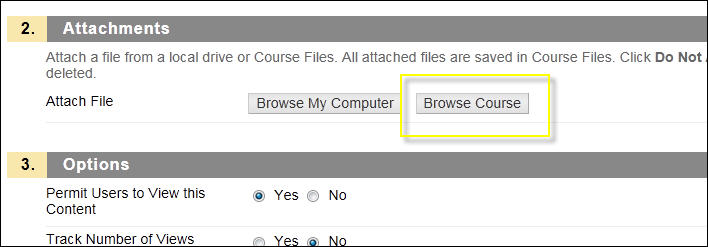 2. Attachments
Attach a file from a local drive or Course Files. All attached files are saved in Course Files. Click Do Not
deleted.
Attach File Browse My Computer Browse Course
3. Options
Permit Users to View this Yes No
Content
Track Number of Views Yes No